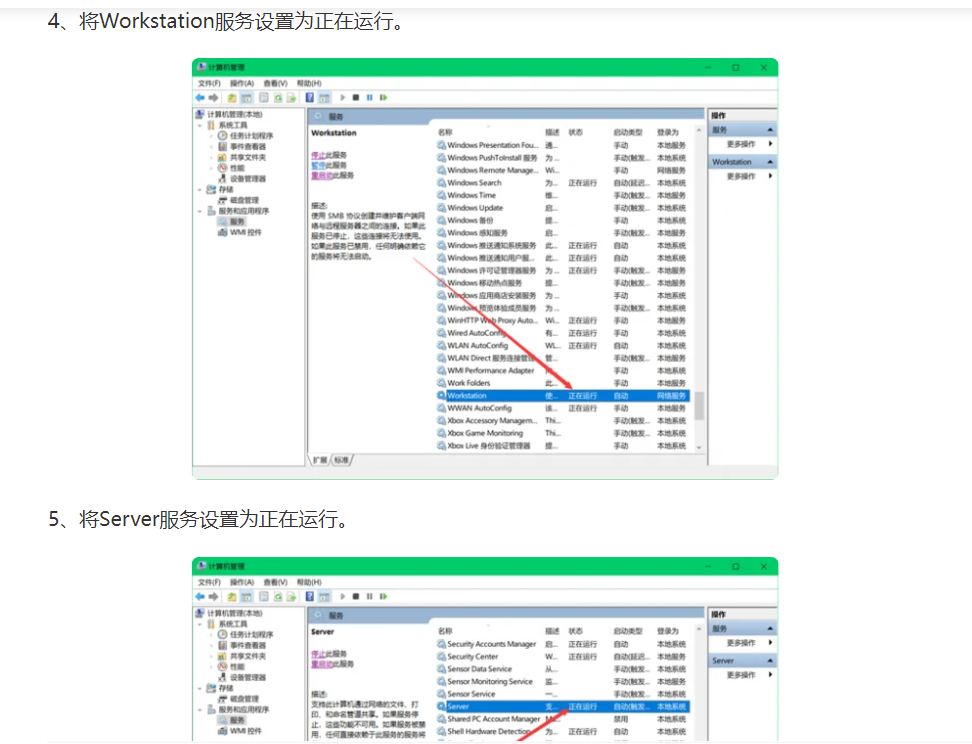 4、将Workstation服务设置为正在运行。
计算机管理
文件(F) 操作(A) 查看(V) 帮助(H)
计算机管理(本地)
系统工具
任务计划程序
事件查看器
共享文件夹
性能
设备管理器
存储
磁盘管理
服务和应用程序
服务
WMI 控件
服务
Workstation
停止此服务
暂停此服务
重启动此服务
描述:
使用 SMB 协议创建并维护客户端网
络与远程服务器之间的连接。如果此
服务已停止，这些连接将无法使用。
如果此服务已禁用，任何明确依赖它
的服务将无法启动。
名称 描述 状态 启动类型 登录为
Windows Presentation Fou... 通... 手动 本地服务
Windows PushToInstall 服务 为... 手动(触发... 本地系统
Windows Remote Manage... Wi... 手动 网络服务
Windows Search 为... 正在运行 自动(延迟... 本地系统
Windows Time 维... 手动(触发... 本地服务
Windows Update 启... 手动(触发... 本地系统
Windows 备份 提... 手动 本地系统
Windows 感知服务 启... 手动(触发... 本地服务
Windows 推送通知系统服务 此... 正在运行 自动 本地系统
Windows 推送通知用户服... 此... 正在运行 自动 本地系统
Windows 许可证管理器服务 为... 正在运行 手动(触发... 本地服务
Windows 移动热点服务 提... 手动(触发... 本地服务
Windows 应用商店安装服务 为... 手动 本地系统
Windows 预览体验成员服务 为... 手动(触发... 本地系统
WinHTTP Web Proxy Auto... Wi... 正在运行 手动 本地服务
Wired AutoConfig 有... 正在运行 手动 本地系统
WLAN AutoConfig WL... 正在运行 自动 本地系统
WLAN Direct 服务连接管理 管... 手动(触发... 本地服务
WMI Performance Adapter 手动 本地系统
Work Folders 此... 手动 本地服务
Workstation 使... 正在运行 自动 网络服务
WWAN AutoConfig 该... 正在运行 手动 本地系统
Xbox Accessory Managem... Thi... 手动(触发... 本地系统
Xbox Game Monitoring Thi... 手动(触发... 本地系统
Xbox Live 身份验证管理器 提... 手动 本地系统
扩展 标准
操作
服务
更多操作
Workstation
更多操作
5、将Server服务设置为正在运行。
计算机管理
文件(F) 操作(A) 查看(V) 帮助(H)
计算机管理(本地)
系统工具
任务计划程序
事件查看器
共享文件夹
性能
设备管理器
存储
磁盘管理
服务和应用程序
服务
WMI 控件
服务
Server
停止此服务
重启动此服务
描述:
支持此计算机通过网络的文件、打
印、和命名管道共享。如果服务停
止，这些功能不可用。如果服务被禁
用，任何直接依赖于此服务的服务将
名称 描述 状态 启动类型 登录为
Security Accounts Manager 启... 正在运行 自动 本地系统
Security Center W... 正在运行 自动(延迟... 本地服务
Sensor Data Service 从... 手动(触发... 本地系统
Sensor Monitoring Service 监... 手动(触发... 本地服务
Sensor Service 一... 手动(触发... 本地系统
Server 支... 正在运行 自动(触发... 本地系统
Shared PC Account Manager M... 禁用 本地系统
Shell Hardware Detection 为... 正在运行 自动 本地系统
操作
服务
更多操作
Server
更多操作